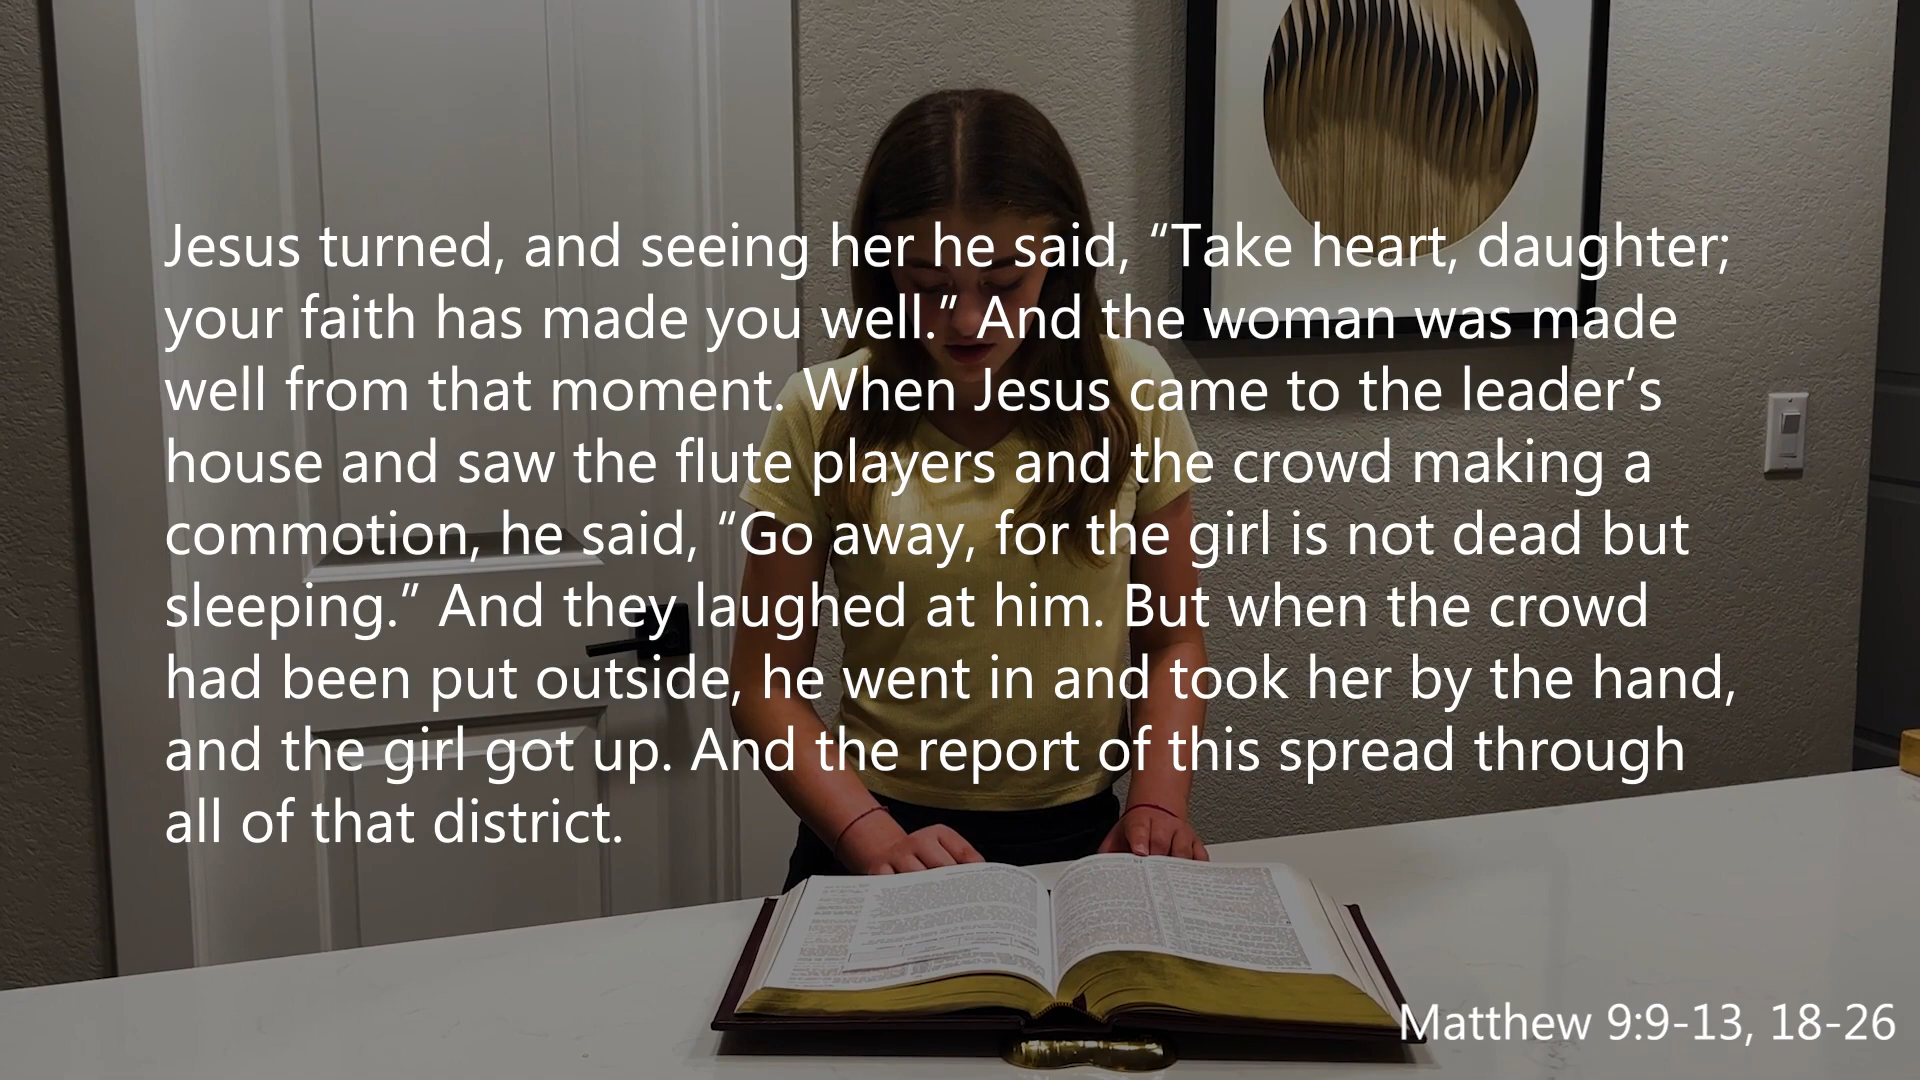 Jesus turned, and seeing her he said, “Take heart, daughter;
your faith has made you well.” And the woman was made
well from that moment. When Jesus came to the leader’s
house and saw the flute players and the crowd making a
commotion, he said, “Go away, for the girl is not dead but
sleeping.” And they laughed at him. But when the crowd
had been put outside, he went in and took her by the hand,
and the girl got up. And the report of this spread through
all of that district.
Matthew 9:9-13, 18-26